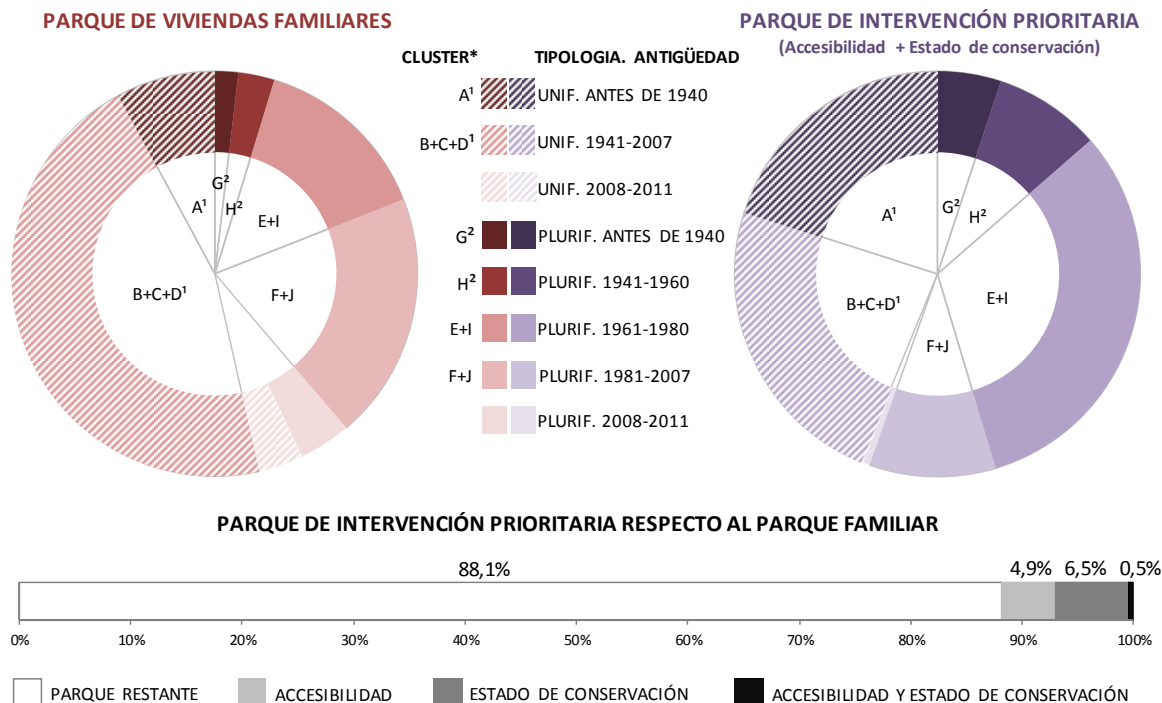 PARQUE DE VIVIENDAS FAMILIARES
PARQUE DE INTERVENCIÓN PRIORITARIA
(Accesibilidad + Estado de conservación)
CLUSTER* TIPOLOGIA. ANTIGÜEDAD
A¹ UNIF. ANTES DE 1940
B+C+D¹ UNIF. 1941-2007
UNIF. 2008-2011
G² PLURIF. ANTES DE 1940
H² PLURIF. 1941-1960
E+I PLURIF. 1961-1980
F+J PLURIF. 1981-2007
PLURIF. 2008-2011
G²
A¹ H²
E+I
B+C+D¹ F+J
A¹ G² H²
B+C+D¹ E+I
F+J
PARQUE DE INTERVENCIÓN PRIORITARIA RESPECTO AL PARQUE FAMILIAR
88,1% 4,9% 6,5% 0,5%
0% 10% 20% 30% 40% 50% 60% 70% 80% 90% 100%
PARQUE RESTANTE ACCESIBILIDAD ESTADO DE CONSERVACIÓN ACCESIBILIDAD Y ESTADO DE CONSERVACIÓN